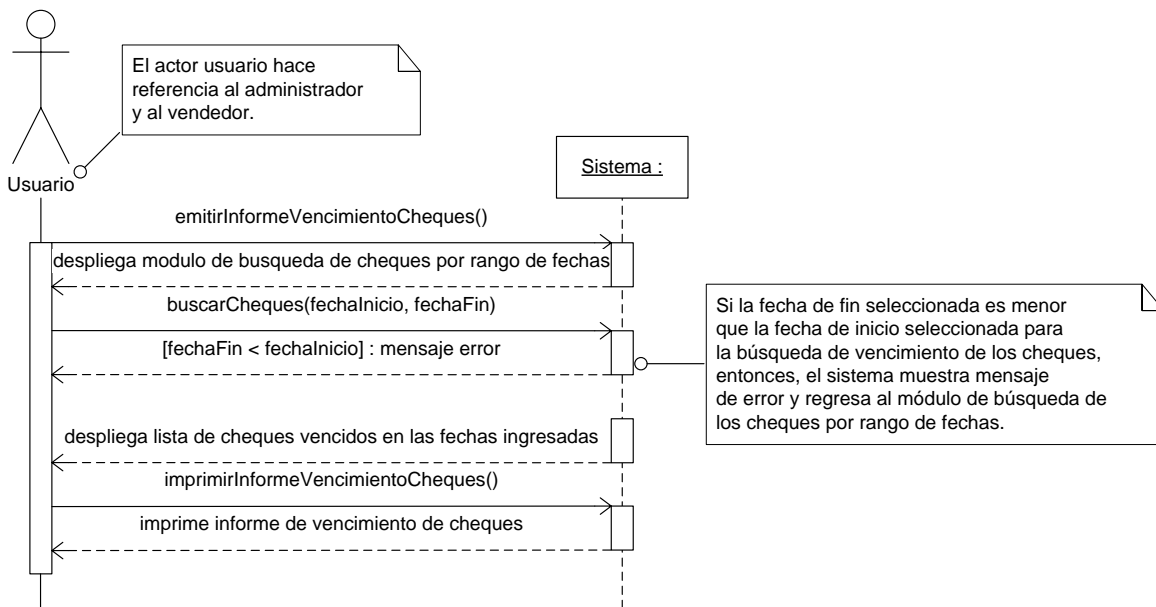 El actor usuario hace
referencia al administrador
y al vendedor.
Usuario
Sistema :
emitirInformeVencimientoCheques()
despliega modulo de busqueda de cheques por rango de fechas
buscarCheques(fechaInicio, fechaFin)
[fechaFin < fechaInicio] : mensaje error
Si la fecha de fin seleccionada es menor
que la fecha de inicio seleccionada para
la búsqueda de vencimiento de los cheques,
entonces, el sistema muestra mensaje
de error y regresa al módulo de búsqueda de
los cheques por rango de fechas.
despliega lista de cheques vencidos en las fechas ingresadas
imprimirInformeVencimientoCheques()
imprime informe de vencimiento de cheques